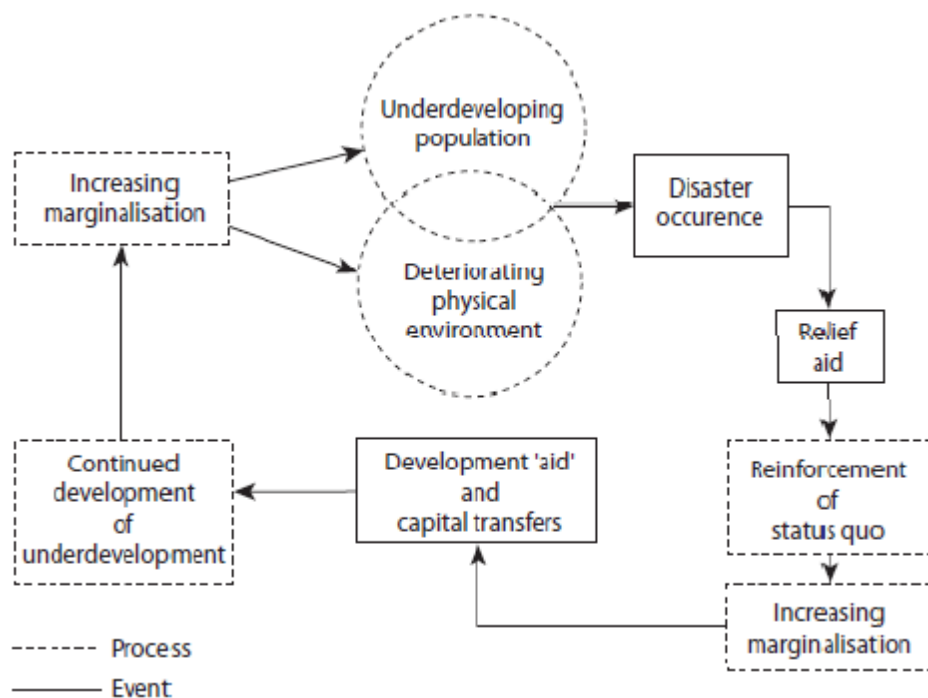 Underdeveloping
population
Increasing
marginalisation
Disaster
occurence
Deteriorating
physical
environment
Relief
aid
Continued
development
of
underdevelopment
Development 'aid'
and
capital transfers
Reinforcement
of
status quo
Increasing
marginalisation
Process
Event